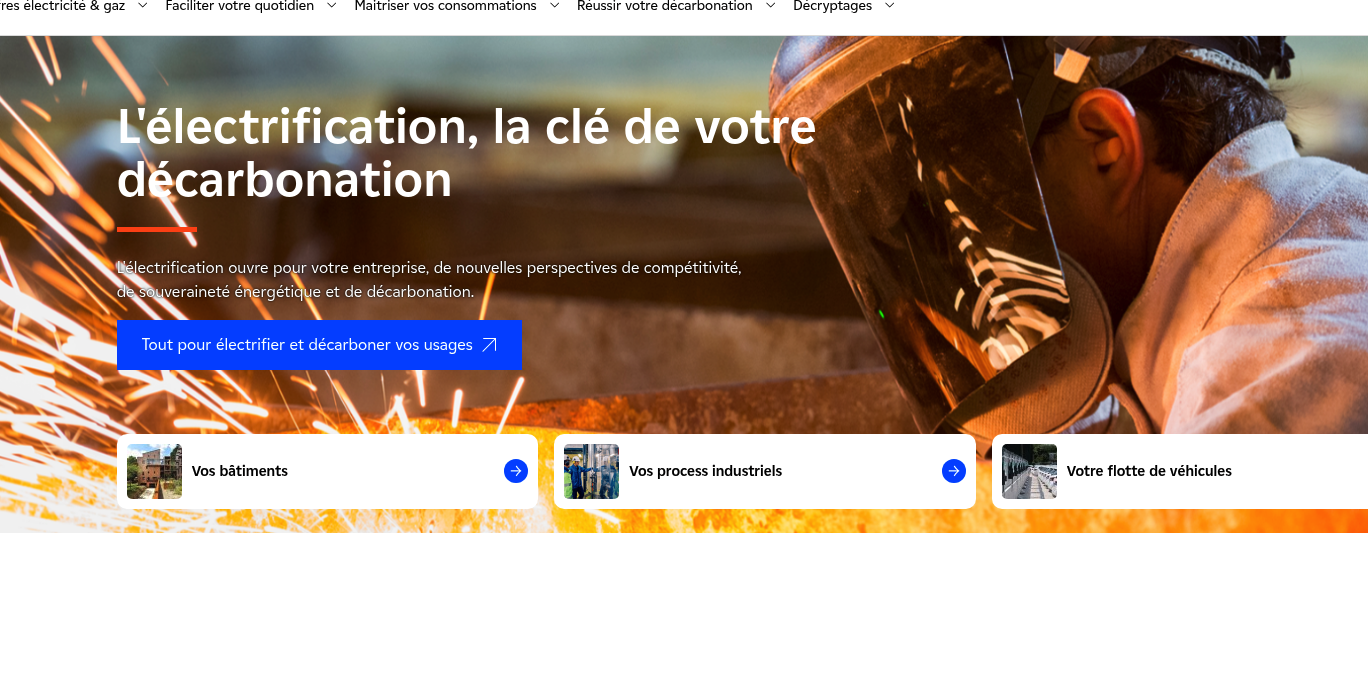 électricité & gaz
Faciliter votre quotidien
Maîtriser vos consommations
Réussir votre décarbonation
Décryptages
L'électrification, la clé de votre
décarbonation
L'électrification ouvre pour votre entreprise, de nouvelles perspectives de compétitivité,
de souveraineté énergétique et de décarbonation.
Tout pour électrifier et décarboner vos usages
Vos bâtiments
Vos process industriels
Votre flotte de véhicules